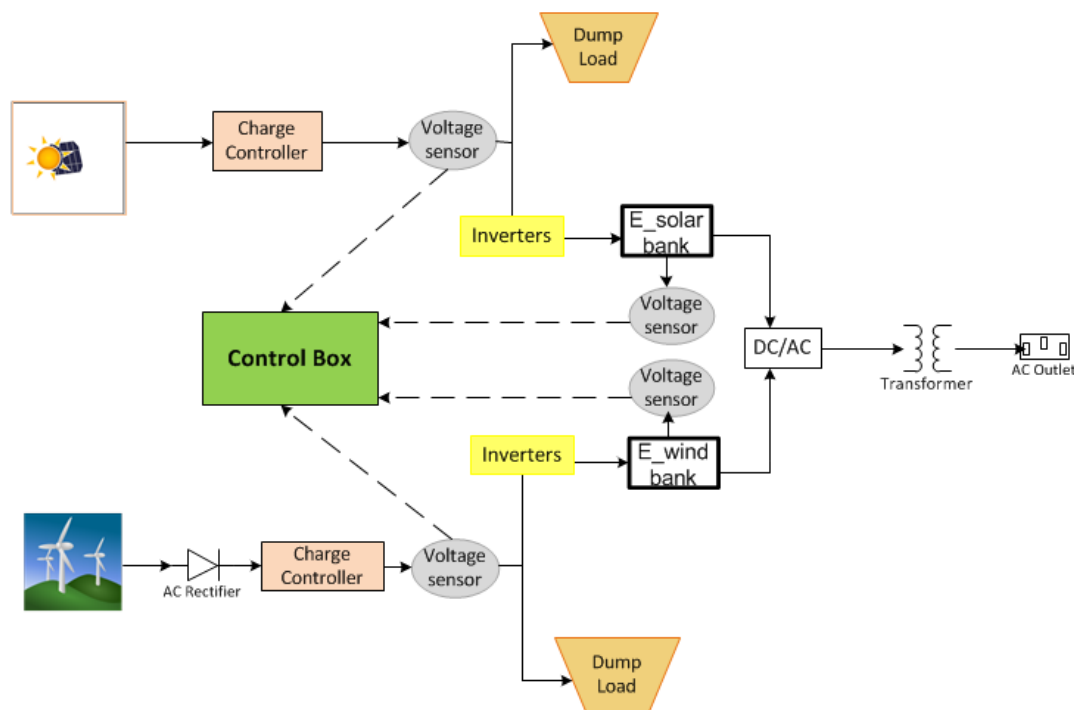 Dump
Load
Charge
Controller
Voltage
sensor
Inverters
E_solar
bank
Voltage
sensor
Control Box
DC/AC
Transformer
AC Outlet
Voltage
sensor
Inverters
E_wind
bank
AC Rectifier
Charge
Controller
Voltage
sensor
Dump
Load